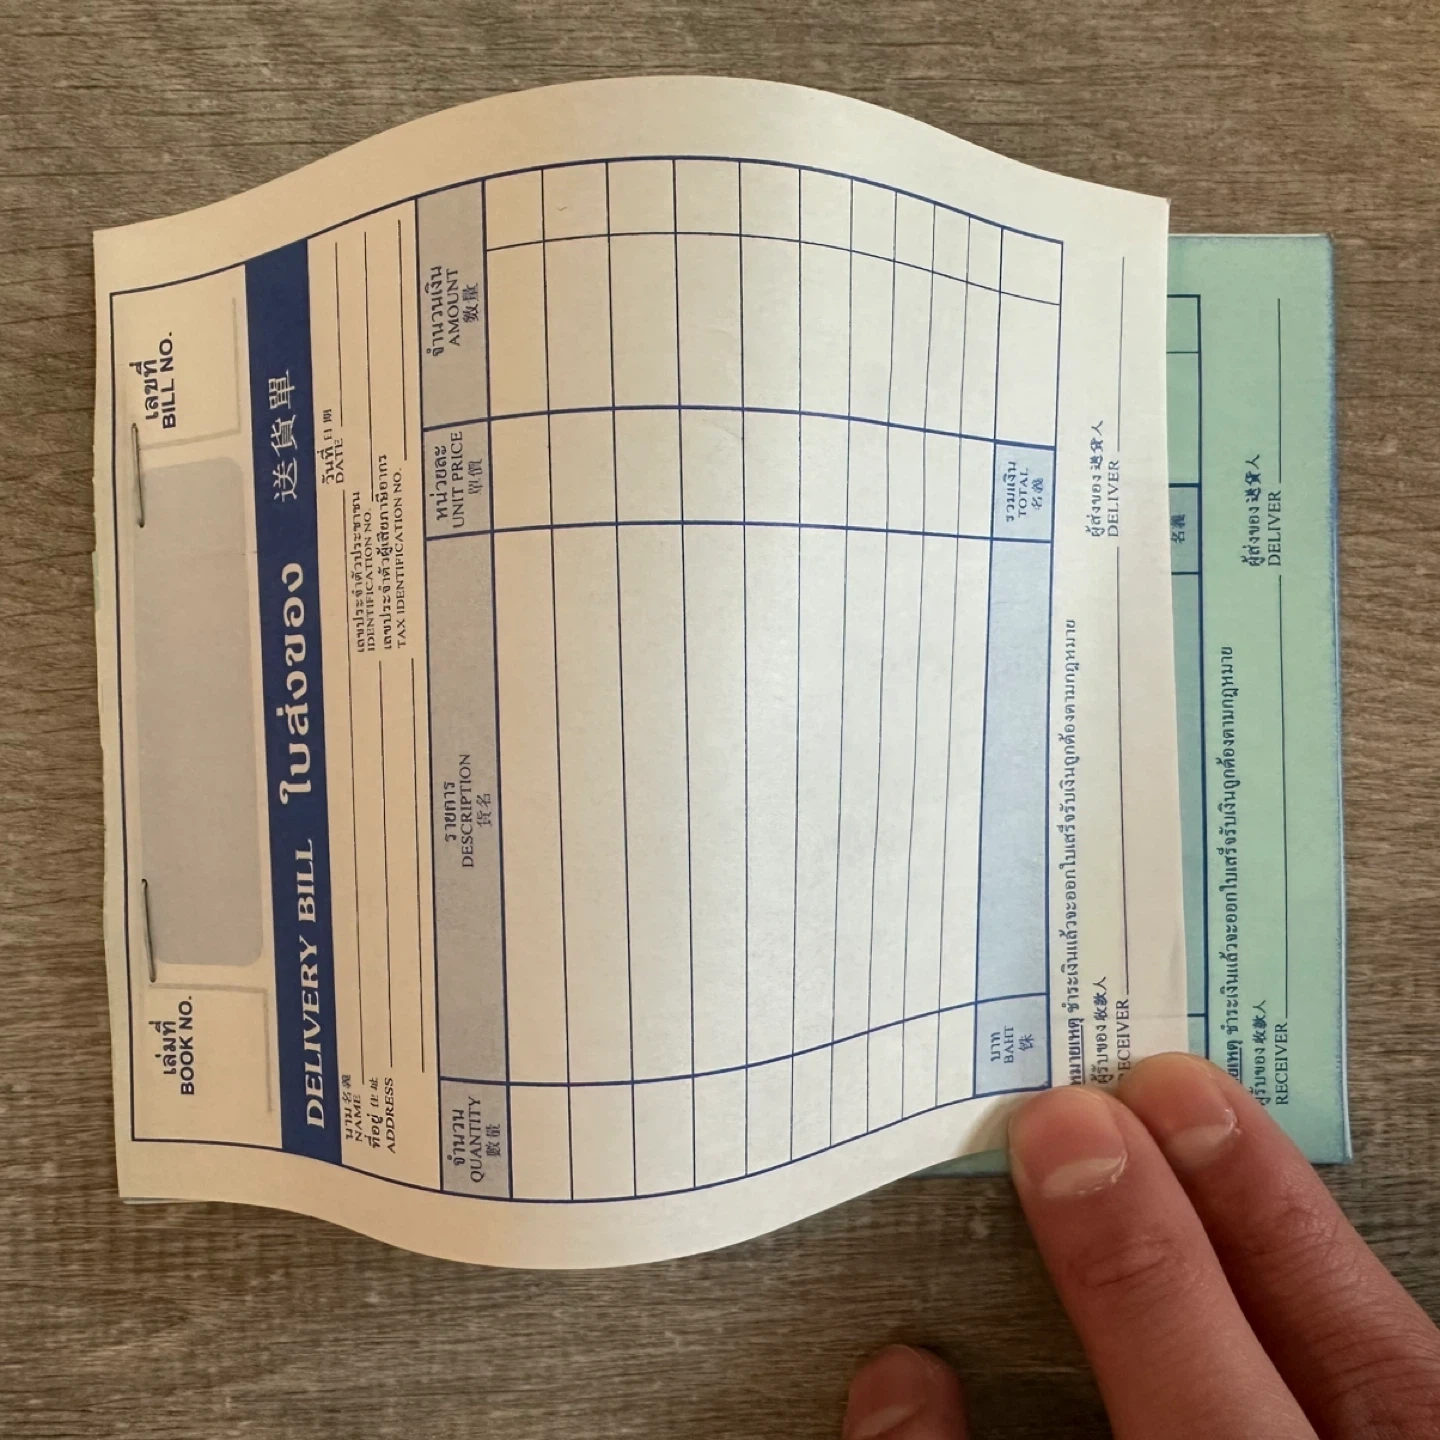 เล่มที่
BOOK NO.
เลขที่
BILL NO.
DELIVERY BILL ใบส่งของ 送貨單
วันที่ 日期
DATE
นาม 名義
NAME
เลขประจำตัวประชาชน
IDENTIFICATION NO.
ที่อยู่ 住址
ADDRESS
เลขประจำตัวผู้เสียภาษีอากร
TAX IDENTIFICATION NO.
จำนวน
QUANTITY
數量
รายการ
DESCRIPTION
货名
หน่วยละ
UNIT PRICE
單價
จำนวนเงิน
AMOUNT
數量
บาท
BAHT
铢
รวมเงิน
TOTAL
名義
หมายเหตุ ชำระเงินแล้วจะออกใบเสร็จรับเงินถูกต้องตามกฎหมาย
ผู้รับของ 收款人
RECEIVER
ผู้ส่งของ 送货人
DELIVER
名義
ชำระเงินแล้วจะออกใบเสร็จรับเงินถูกต้องตามกฎหมาย
ผู้รับของ 收款人
RECEIVER
ผู้ส่งของ 送货人
DELIVER